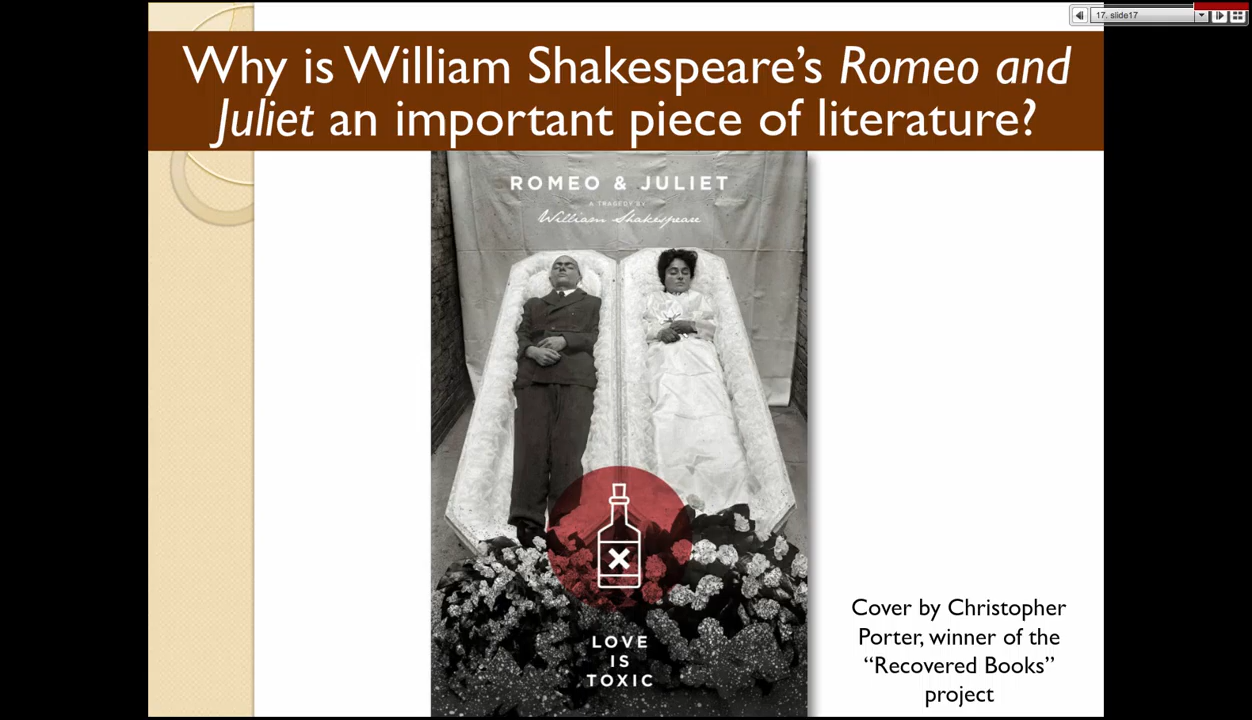 17. slide17
Why is William Shakespeare’s Romeo and
Juliet an important piece of literature?
ROMEO & JULIET
A TRAGEDY BY
William Shakespeare
LOVE
IS
TOXIC
Cover by Christopher
Porter, winner of the
“Recovered Books”
project